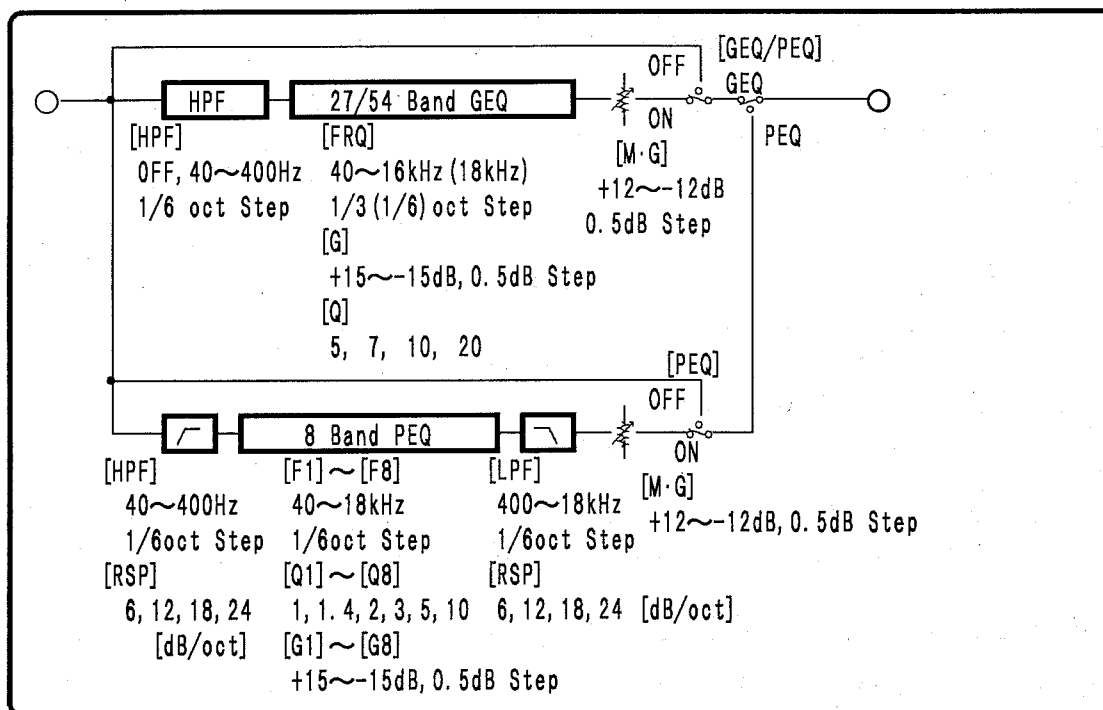 [GEQ/PEQ]
OFF
GEQ
HPF
27/54 Band GEQ
ON
PEQ
[HPF]
OFF, 40〜400Hz
1/6 oct Step
[FRQ]
40〜16kHz(18kHz)
1/3(1/6)oct Step
[G]
+15〜-15dB, 0.5dB Step
[Q]
5, 7, 10, 20
[M·G]
+12〜-12dB
0.5dB Step
[PEQ]
OFF
8 Band PEQ
ON
[HPF]
40〜400Hz
1/6oct Step
[RSP]
6, 12, 18, 24
[dB/oct]
[F1]〜[F8]
40〜18kHz
1/6oct Step
[Q1]〜[Q8]
1, 1.4, 2, 3, 5, 10
[G1]〜[G8]
+15〜-15dB, 0.5dB Step
[LPF]
400〜18kHz
1/6oct Step
[RSP]
6, 12, 18, 24 [dB/oct]
[M·G]
+12〜-12dB, 0.5dB Step